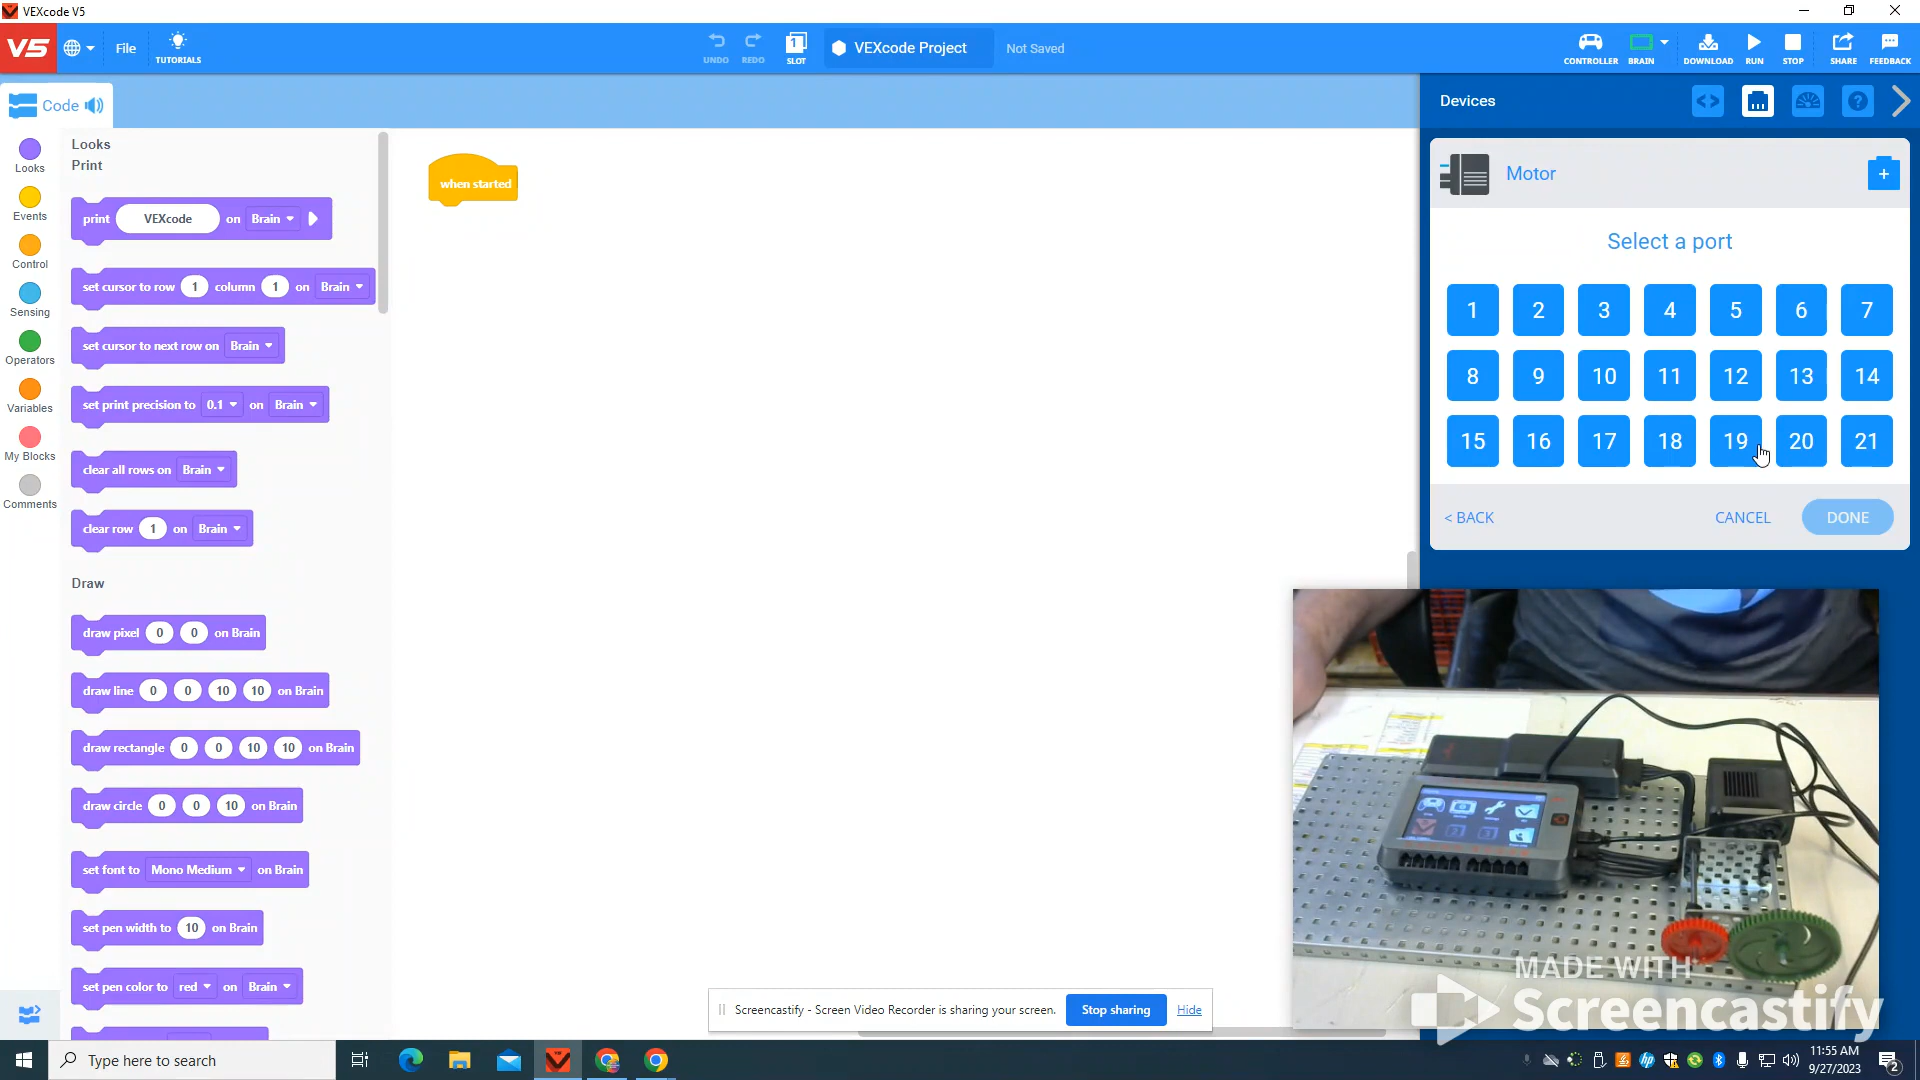 VEXcode V5
V5
File
TUTORIALS
UNDO
REDO
1
SLOT
VEXcode Project
Not Saved
CONTROLLER
BRAIN
DOWNLOAD
RUN
STOP
SHARE
FEEDBACK
Code
Devices
Looks
Events
Control
Sensing
Operators
Variables
My Blocks
Comments
Looks
Print
print VEXcode on Brain
set cursor to row 1 column 1 on Brain
set cursor to next row on Brain
set print precision to 0.1 on Brain
clear all rows on Brain
clear row 1 on Brain
Draw
draw pixel 0 0 on Brain
draw line 0 0 10 10 on Brain
draw rectangle 0 0 10 10 on Brain
draw circle 0 0 10 on Brain
set font to Mono Medium on Brain
set pen width to 10 on Brain
set pen color to red on Brain
when started
Motor
Select a port
1 2 3 4 5 6 7
8 9 10 11 12 13 14
15 16 17 18 19 20 21
< BACK
CANCEL
DONE
MADE WITH
Screencastify
Screencastify - Screen Video Recorder is sharing your screen.
Stop sharing
Hide
Type here to search
11:55 AM
9/27/2023
2